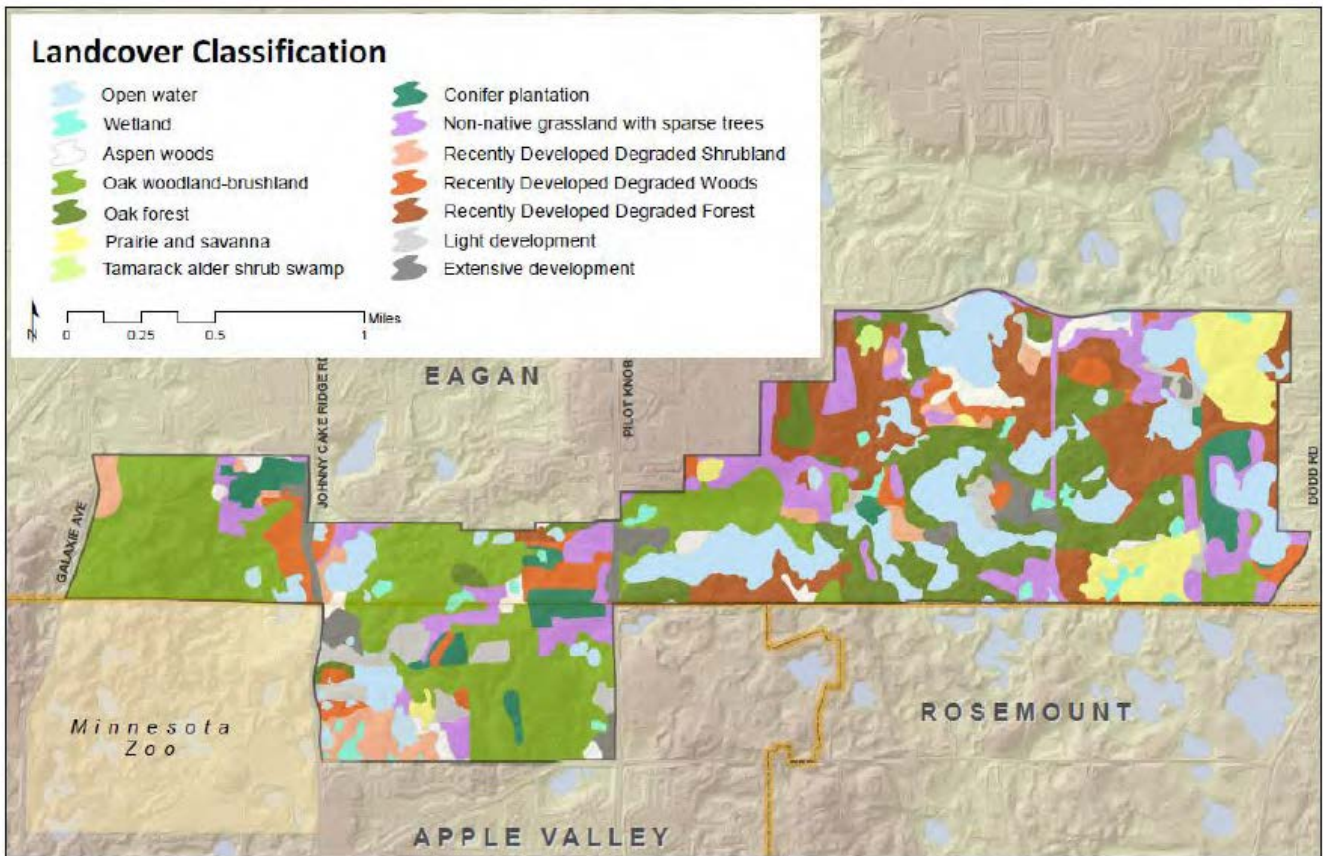 Landcover Classification
Open water
Wetland
Aspen woods
Oak woodland-brushland
Oak forest
Prairie and savanna
Tamarack alder shrub swamp
Conifer plantation
Non-native grassland with sparse trees
Recently Developed Degraded Shrubland
Recently Developed Degraded Woods
Recently Developed Degraded Forest
Light development
Extensive development
N
Miles
0 0.25 0.5 1
EAGAN
JOHNNY CAKE RIDGE RD
PILOT KNOB
GALAXIE AVE
DODD RD
Minnesota
Zoo
ROSEMOUNT
APPLE VALLEY